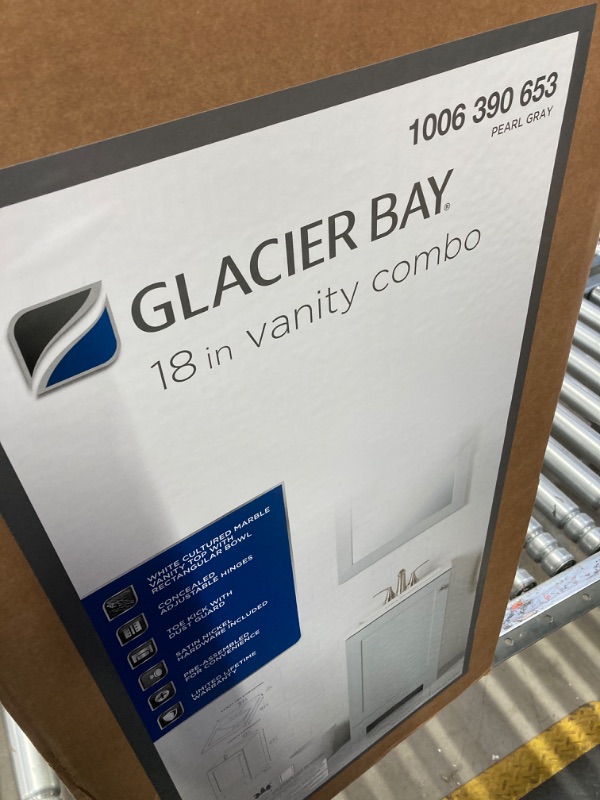 1006 390 653
PEARL GRAY
GLACIER BAY®
18 in vanity combo
WHITE CULTURED MARBLE
VANITY TOP WITH
RECTANGULAR BOWL
CONCEALED
ADJUSTABLE HINGES
TOE KICK WITH
DUST GUARD
SATIN NICKEL
HARDWARE INCLUDED
PRE-ASSEMBLED
FOR CONVENIENCE
LIMITED LIFETIME
WARRANTY